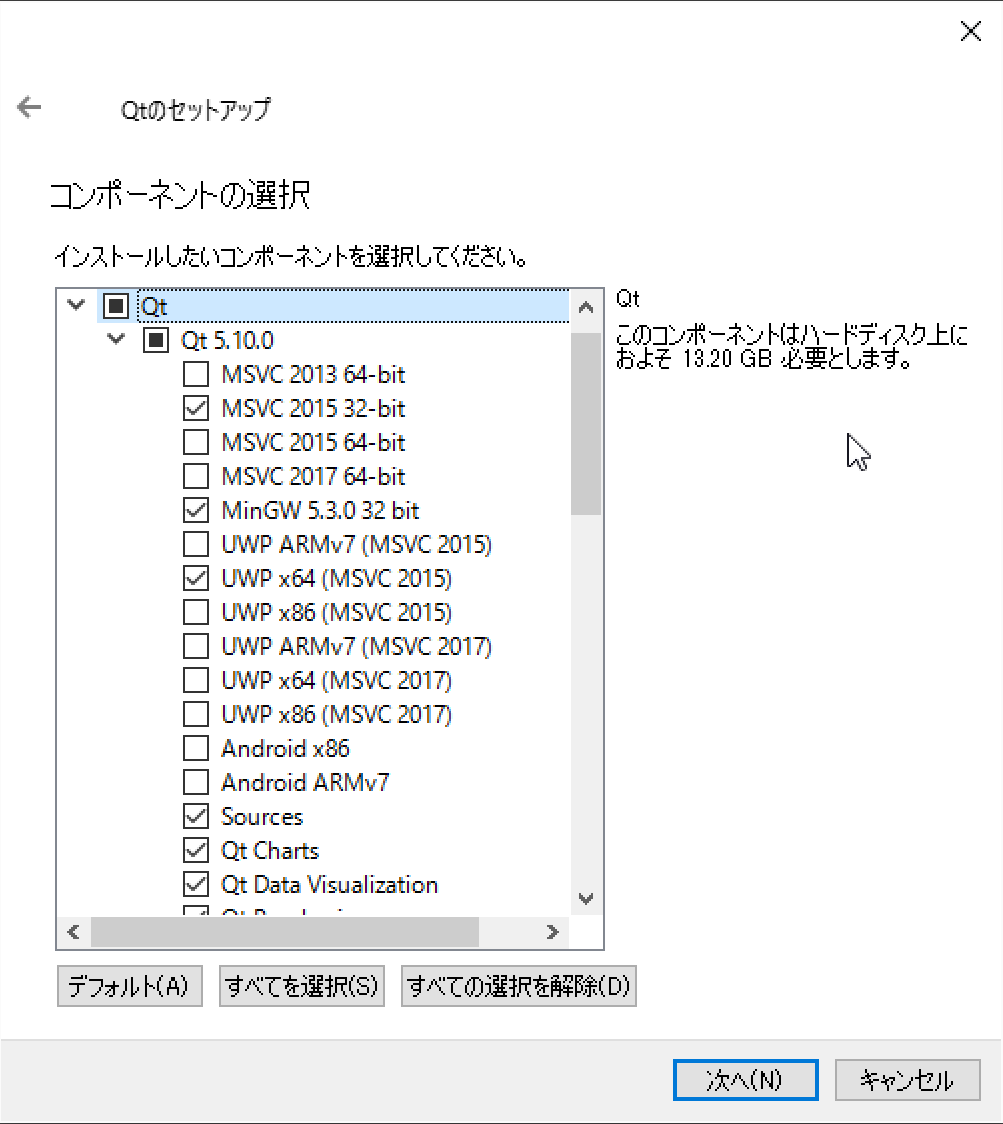 Qtのセットアップ
コンポーネントの選択
インストールしたいコンポーネントを選択してください。
Qt
Qt 5.10.0
MSVC 2013 64-bit
MSVC 2015 32-bit
MSVC 2015 64-bit
MSVC 2017 64-bit
MinGW 5.3.0 32 bit
UWP ARMv7 (MSVC 2015)
UWP x64 (MSVC 2015)
UWP x86 (MSVC 2015)
UWP ARMv7 (MSVC 2017)
UWP x64 (MSVC 2017)
UWP x86 (MSVC 2017)
Android x86
Android ARMv7
Sources
Qt Charts
Qt Data Visualization
Qt
このコンポーネントはハードディスク上に
およそ 13.20 GB 必要とします。
デフォルト(A)
すべてを選択(S)
すべての選択を解除(D)
次へ(N)
キャンセル